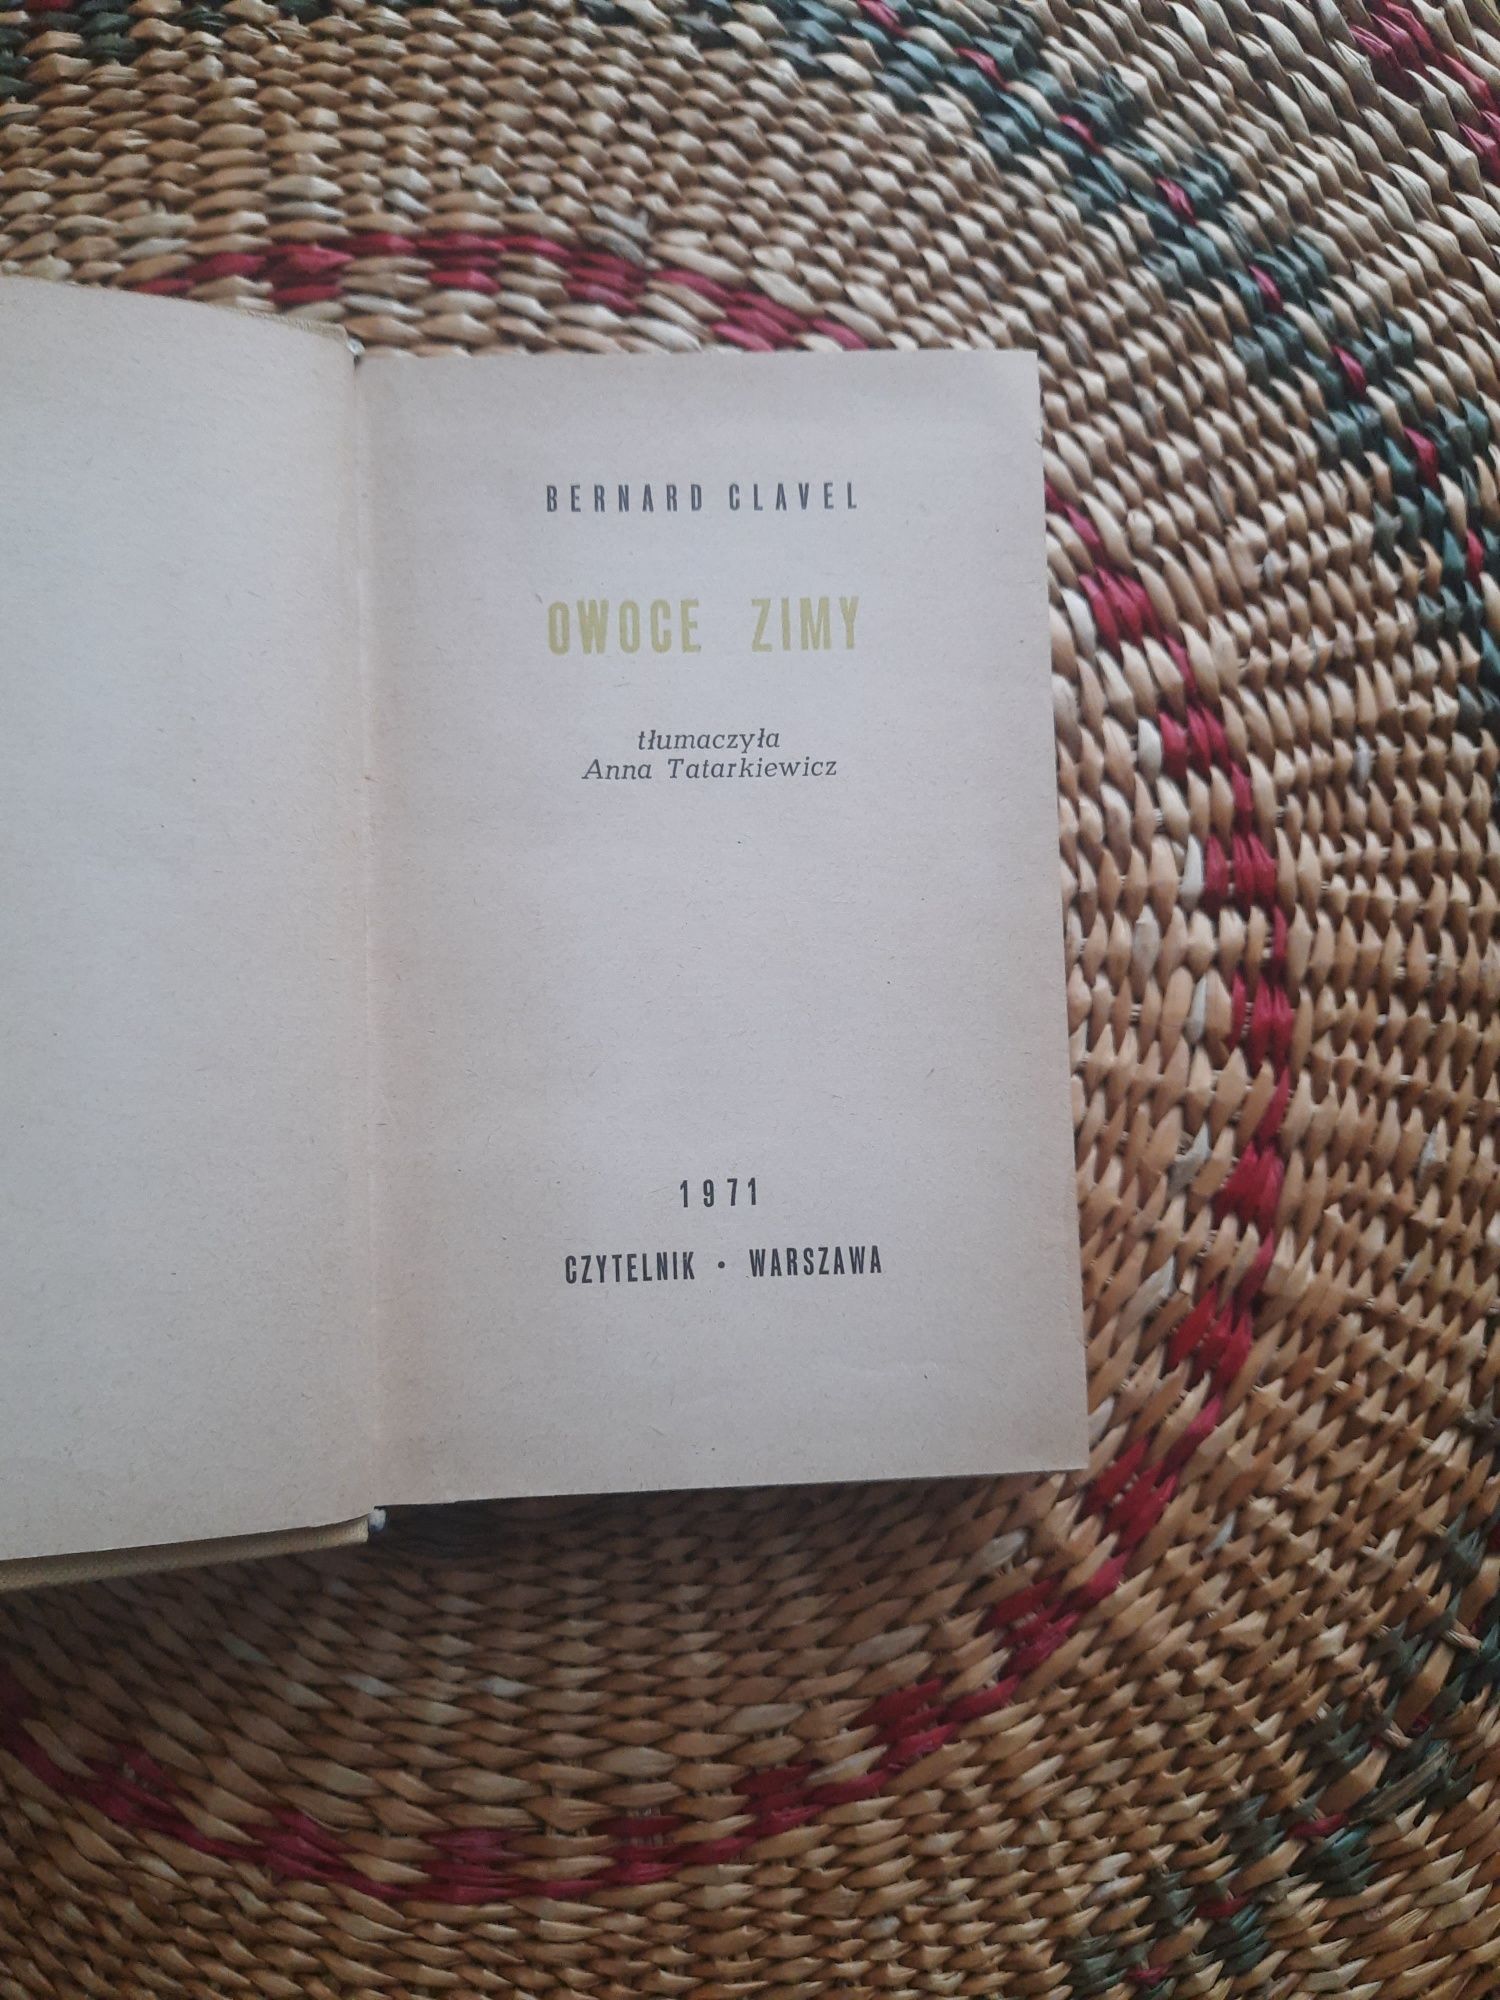 BERNARD CLAVEL
OWOCE ZIMY
tłumaczyła
Anna Tatarkiewicz
1971
CZYTELNIK • WARSZAWA